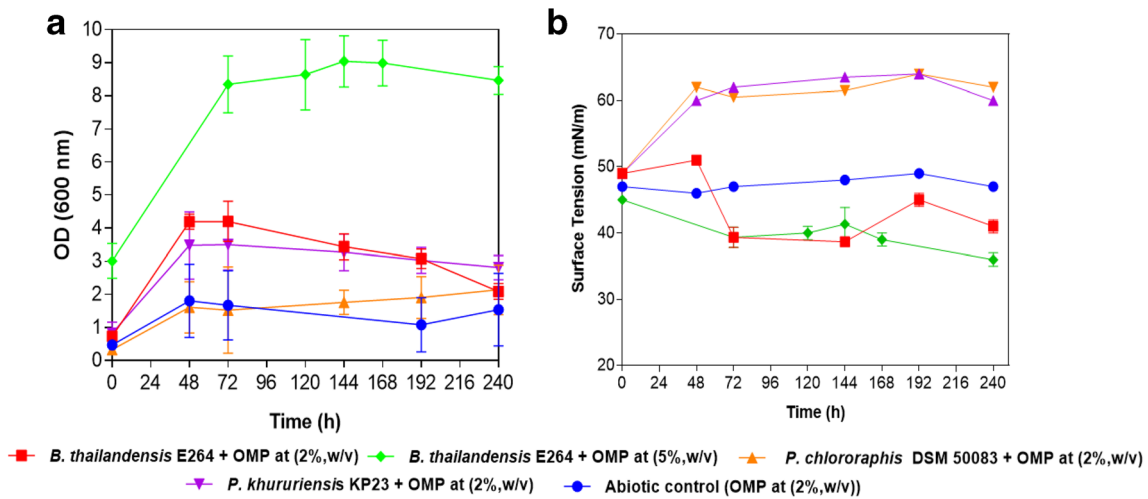 a
OD (600 nm)
10
9
8
7
6
5
4
3
2
1
0
0 24 48 72 96 120 144 168 192 216 240
Time (h)
b
Surface Tension (mN/m)
70
60
50
40
30
20
0 24 48 72 96 120 144 168 192 216 240
Time (h)
B. thailandensis E264 + OMP at (2%,w/v) B. thailandensis E264 + OMP at (5%,w/v) P. chlororaphis DSM 50083 + OMP at (2%,w/v)
P. khururiensis KP23 + OMP at (2%,w/v) Abiotic control (OMP at (2%,w/v))